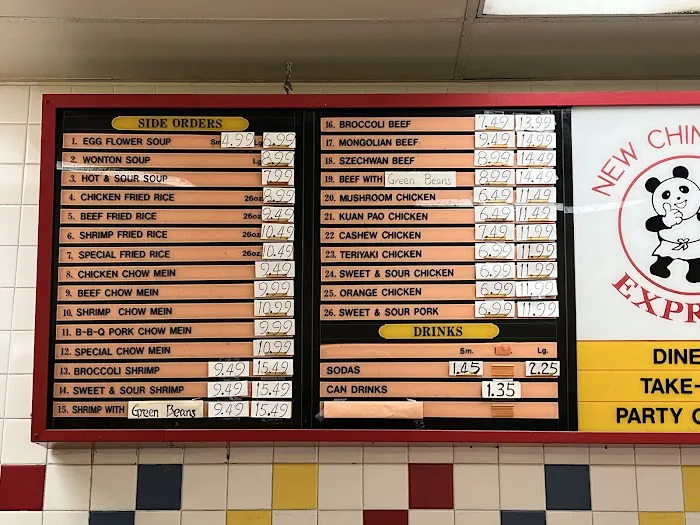 SIDE ORDERS
1. EGG FLOWER SOUP Sm 4.99 Lg 6.99
2. WONTON SOUP Lg 8.99
3. HOT & SOUR SOUP 7.99
4. CHICKEN FRIED RICE 26oz 8.99
5. BEEF FRIED RICE 26oz 9.49
6. SHRIMP FRIED RICE 26oz 10.49
7. SPECIAL FRIED RICE 26oz 10.49
8. CHICKEN CHOW MEIN 9.49
9. BEEF CHOW MEIN 9.99
10. SHRIMP CHOW MEIN 10.99
11. B-B-Q PORK CHOW MEIN 9.99
12. SPECIAL CHOW MEIN 10.99
13. BROCCOLI SHRIMP 9.49 15.49
14. SWEET & SOUR SHRIMP 9.49 15.49
15. SHRIMP WITH Green Beans 9.49 15.49
16. BROCCOLI BEEF 7.49 13.99
17. MONGOLIAN BEEF 9.49 14.99
18. SZECHWAN BEEF 8.99 14.49
19. BEEF WITH Green Beans 8.99 14.49
20. MUSHROOM CHICKEN 6.49 11.49
21. KUAN PAO CHICKEN 6.49 11.49
22 CASHEW CHICKEN 7.49 11.99
23. TERIYAKI CHICKEN 11.99
24. SWEET & SOUR CHICKEN 6.99 11.99
25. ORANGE CHICKEN 6.99 11.99
26. SWEET & SOUR PORK 6.99 11.99
DRINKS
Sm. Lg.
SODAS 1.45 2.25
CAN DRINKS 1.35
NEW CHIN
EXPR
DINE
TAKE-
PARTY C